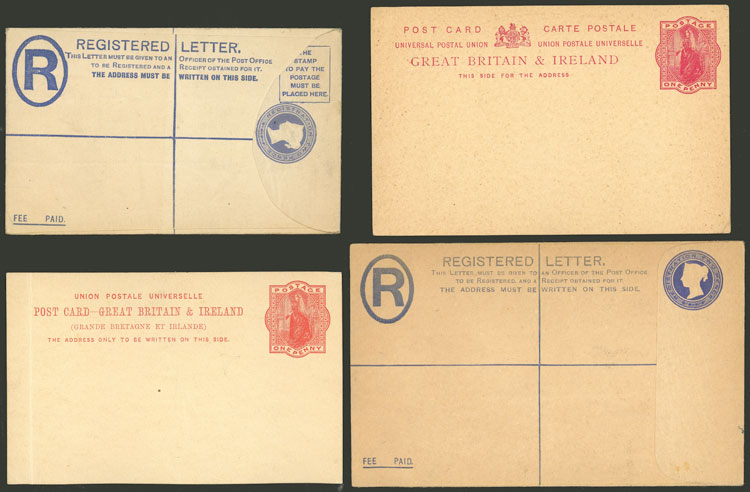 R
REGISTERED LETTER.
THIS LETTER MUST BE GIVEN TO AN OFFICER OF THE POST OFFICE
TO BE REGISTERED AND A RECEIPT OBTAINED FOR IT.
THE ADDRESS MUST BE WRITTEN ON THIS SIDE.
THE
STAMP
TO PAY THE
POSTAGE
MUST BE
PLACED HERE.
REGISTRATION
FEE PAID.
POST CARD CARTE POSTALE
UNIVERSAL POSTAL UNION UNION POSTALE UNIVERSELLE
GREAT BRITAIN & IRELAND
THIS SIDE FOR THE ADDRESS
POSTAGE
ONE PENNY
UNION POSTALE UNIVERSELLE
POST CARD—GREAT BRITAIN & IRELAND
(GRANDE BRETAGNE ET IRLANDE)
THE ADDRESS ONLY TO BE WRITTEN ON THIS SIDE.
POSTAGE
ONE PENNY
R
REGISTERED LETTER.
THIS LETTER, MUST BE GIVEN TO AN OFFICER OF THE POST OFFICE
TO BE REGISTERED, AND A RECEIPT OBTAINED FOR IT.
THE ADDRESS MUST BE WRITTEN ON THIS SIDE.
REGISTRATION
FEE PAID.